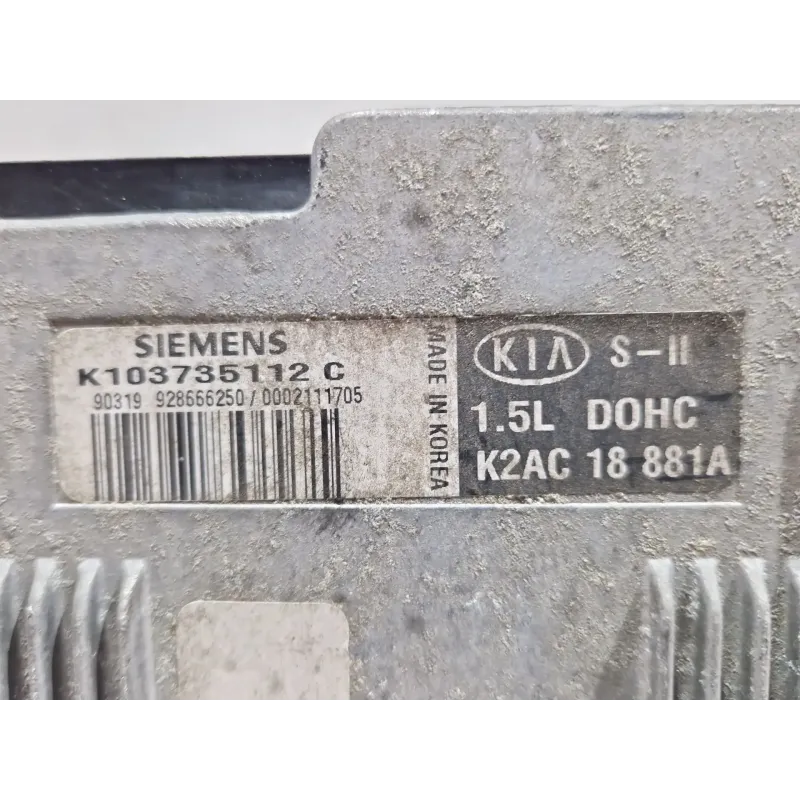 SIEMENS
K103735112 C
90319 928666250/0002111705
MADE IN KOREA
KIA S-II
1.5L DOHC
K2AC 18 881A